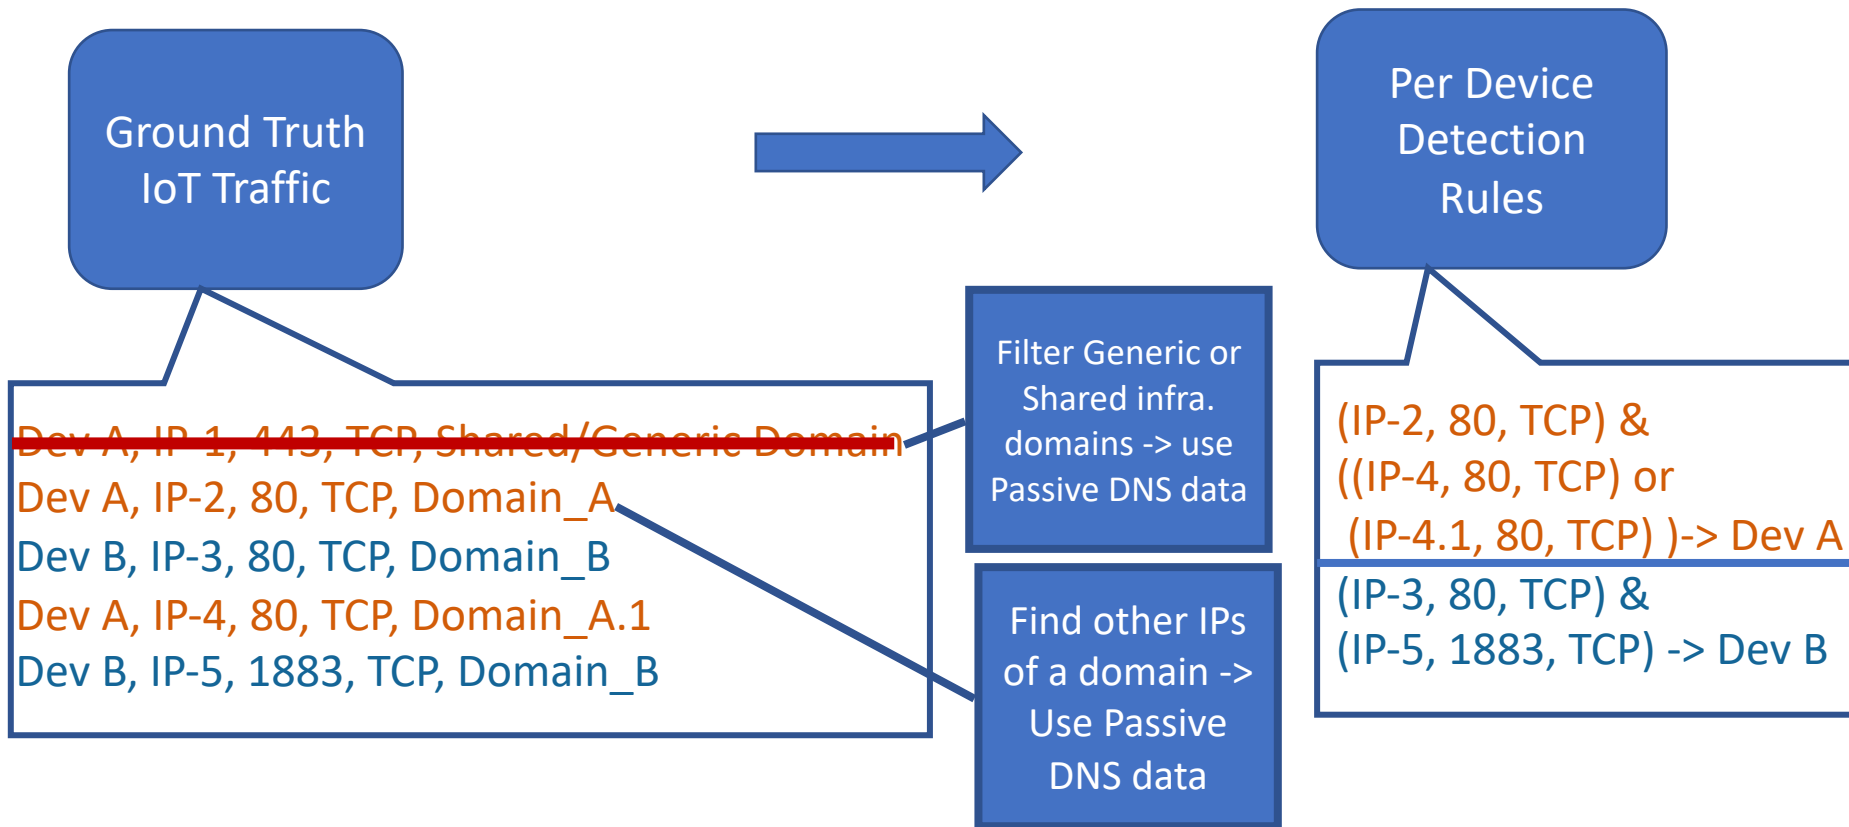 Ground Truth
IoT Traffic
Per Device
Detection
Rules
Dev A, IP-1, 443, TCP, Shared/Generic Domain
Dev A, IP-2, 80, TCP, Domain_A
Dev B, IP-3, 80, TCP, Domain_B
Dev A, IP-4, 80, TCP, Domain_A.1
Dev B, IP-5, 1883, TCP, Domain_B
Filter Generic or
Shared infra.
domains -> use
Passive DNS data
Find other IPs
of a domain ->
Use Passive
DNS data
(IP-2, 80, TCP) &
((IP-4, 80, TCP) or
(IP-4.1, 80, TCP) )-> Dev A
(IP-3, 80, TCP) &
(IP-5, 1883, TCP) -> Dev B